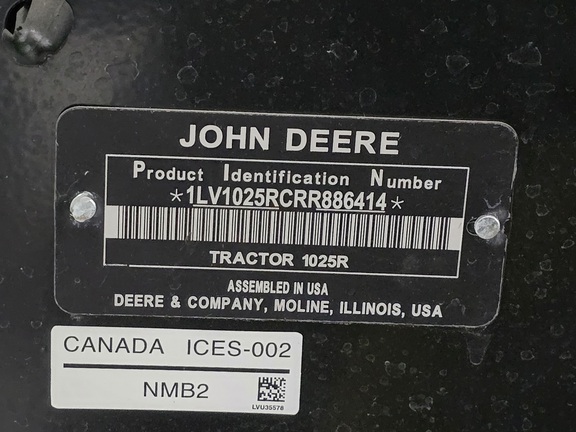 JOHN DEERE
Product Identification Number
*1LV1025RCRR886414*
TRACTOR 1025R
ASSEMBLED IN USA
DEERE & COMPANY, MOLINE, ILLINOIS, USA
CANADA ICES-002
NMB2
LVU35578